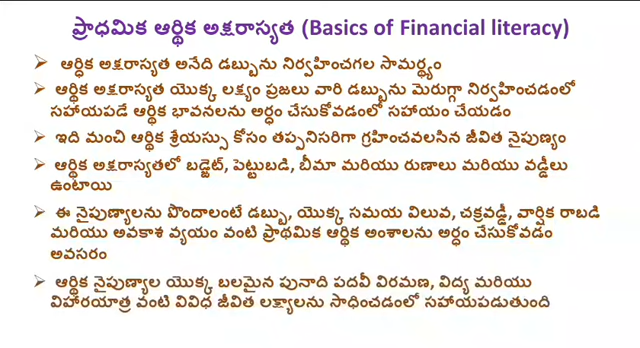 ప్రాధమిక ఆర్థిక అక్షరాస్యత (Basics of Financial literacy)
➢ ఆర్ధిక అక్షరాస్యత అనేది డబ్బును నిర్వహించగల సామర్థ్యం
➢ ఆర్థిక అక్షరాస్యత యొక్క లక్ష్యం ప్రజలు వారి డబ్బును మెరుగ్గా నిర్వహించడంలో
సహాయపడే ఆర్థిక భావనలను అర్ధం చేసుకోవడంలో సహాయం చేయడం
➢ ఇది మంచి ఆర్థిక శ్రేయస్సు కోసం తప్పనిసరిగా గ్రహించవలసిన జీవిత నైపుణ్యం
➢ ఆర్థిక అక్షరాస్యతలో బడ్జెట్, పెట్టుబడి, బీమా మరియు రుణాలు మరియు వడ్డీలు
ఉంటాయి
➢ ఈ నైపుణ్యాలను పొందాలంటే డబ్బు, యొక్క సమయ విలువ, చక్రవడ్డీ, వార్షిక రాబడి
మరియు అవకాశ వ్యయం వంటి ప్రాథమిక ఆర్థిక అంశాలను అర్ధం చేసుకోవడం
అవసరం
➢ ఆర్థిక నైపుణ్యాల యొక్క బలమైన పునాది పదవీ విరమణ, విద్య మరియు
విహారయాత్ర వంటి వివిధ జీవిత లక్ష్యాలను సాధించడంలో సహాయపడుతుంది